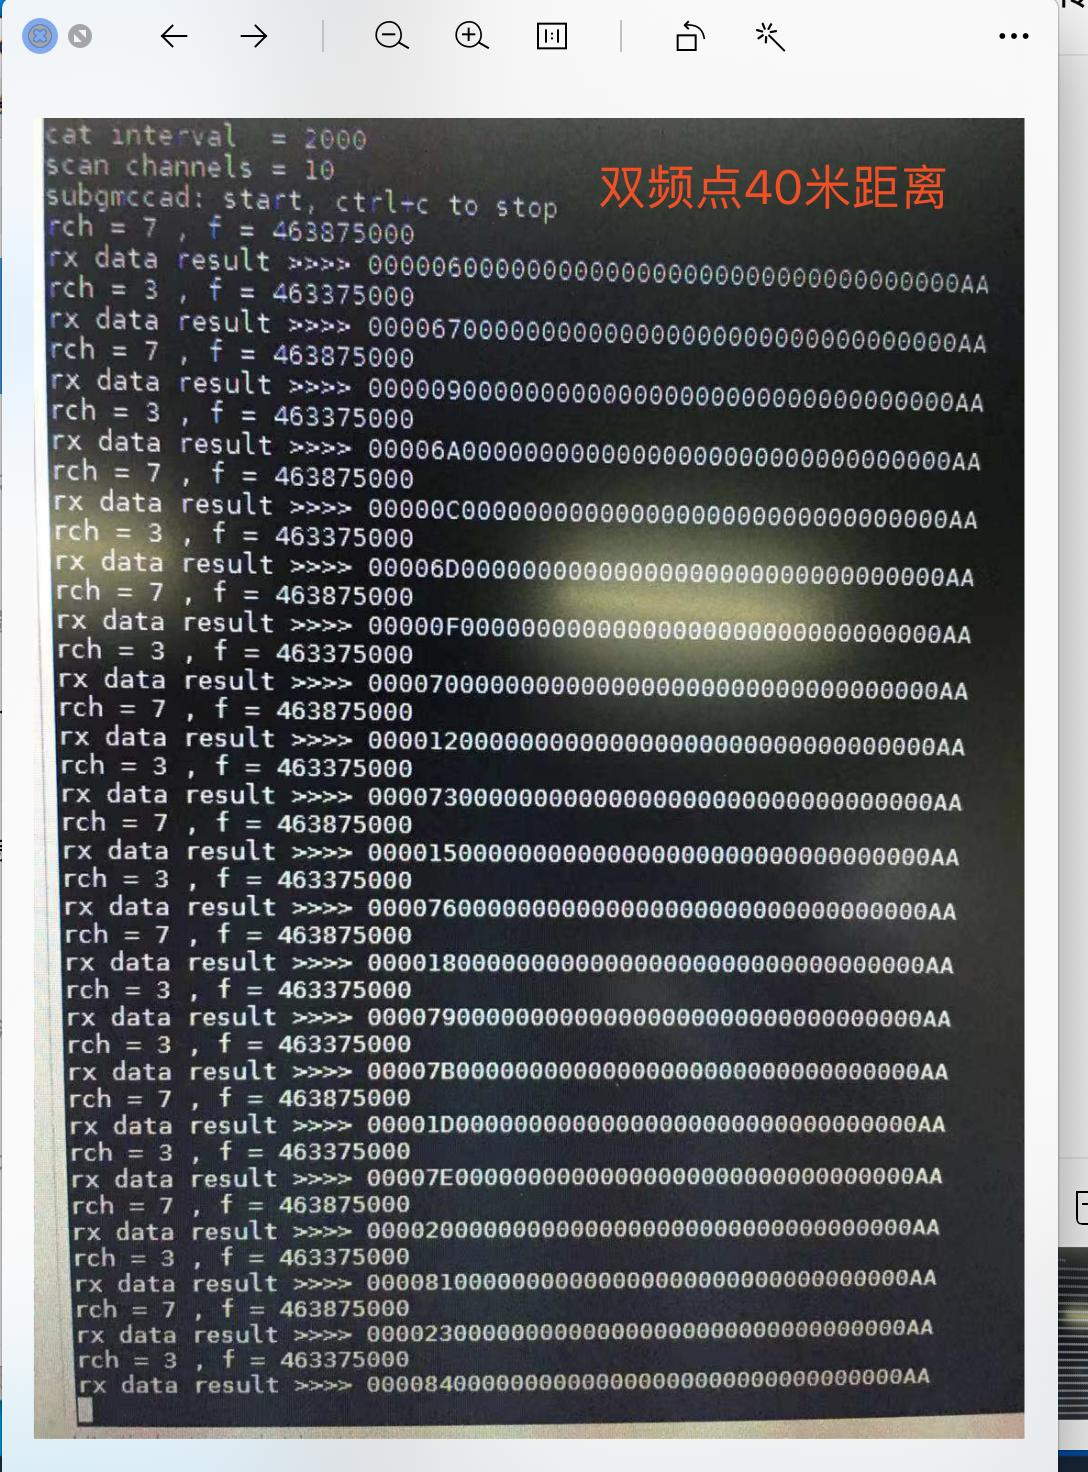 1:1
双频点40米距离
cat interval  = 2000
scan channels = 10
subgmccad: start, ctrl+c to stop
rch = 7 , f = 463875000
rx data result >>>> 00000600000000000000000000000000000000AA
rch = 3 , f = 463375000
rx data result >>>> 00006700000000000000000000000000000000AA
rch = 7 , f = 463875000
rx data result >>>> 00000900000000000000000000000000000000AA
rch = 3 , f = 463375000
rx data result >>>> 00006A00000000000000000000000000000000AA
rch = 7 , f = 463875000
rx data result >>>> 00000C00000000000000000000000000000000AA
rch = 3 , f = 463375000
rx data result >>>> 00006D00000000000000000000000000000000AA
rch = 7 , f = 463875000
rx data result >>>> 00000F00000000000000000000000000000000AA
rch = 3 , f = 463375000
rx data result >>>> 00007000000000000000000000000000000000AA
rch = 7 , f = 463875000
rx data result >>>> 00001200000000000000000000000000000000AA
rch = 3 , f = 463375000
rx data result >>>> 00007300000000000000000000000000000000AA
rch = 7 , f = 463875000
rx data result >>>> 00001500000000000000000000000000000000AA
rch = 3 , f = 463375000
rx data result >>>> 00007600000000000000000000000000000000AA
rch = 7 , f = 463875000
rx data result >>>> 00001800000000000000000000000000000000AA
rch = 3 , f = 463375000
rx data result >>>> 00007900000000000000000000000000000000AA
rch = 3 , f = 463375000
rx data result >>>> 00007B00000000000000000000000000000000AA
rch = 7 , f = 463875000
rx data result >>>> 00001D00000000000000000000000000000000AA
rch = 3 , f = 463375000
rx data result >>>> 00007E00000000000000000000000000000000AA
rch = 7 , f = 463875000
rx data result >>>> 00002000000000000000000000000000000000AA
rch = 3 , f = 463375000
rx data result >>>> 00008100000000000000000000000000000000AA
rch = 7 , f = 463875000
rx data result >>>> 00002300000000000000000000000000000000AA
rch = 3 , f = 463375000
rx data result >>>> 00008400000000000000000000000000000000AA